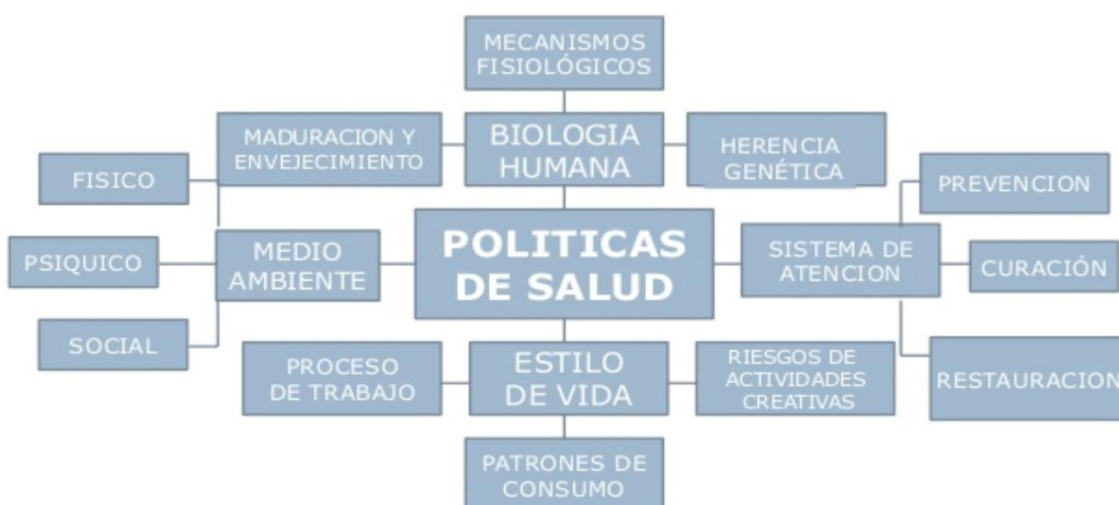 MECANISMOS
FISIOLÓGICOS
MADURACION Y
ENVEJECIMIENTO
BIOLOGIA
HUMANA
HERENCIA
GENÉTICA
FISICO
PREVENCION
PSIQUICO
MEDIO
AMBIENTE
POLITICAS
DE SALUD
SISTEMA DE
ATENCION
CURACIÓN
SOCIAL
PROCESO
DE TRABAJO
ESTILO
DE VIDA
RIESGOS DE
ACTIVIDADES
CREATIVAS
RESTAURACION
PATRONES DE
CONSUMO